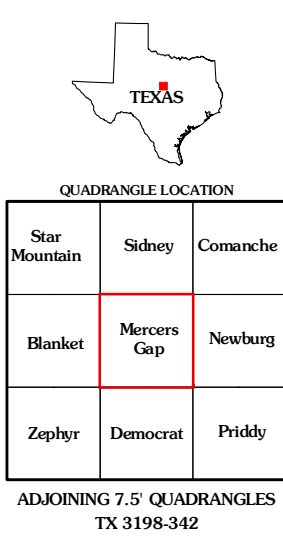 TEXAS
QUADRANGLE LOCATION
Star
Mountain
Sidney
Comanche
Blanket
Mercers
Gap
Newburg
Zephyr
Democrat
Priddy
ADJOINING 7.5' QUADRANGLES
TX 3198-342